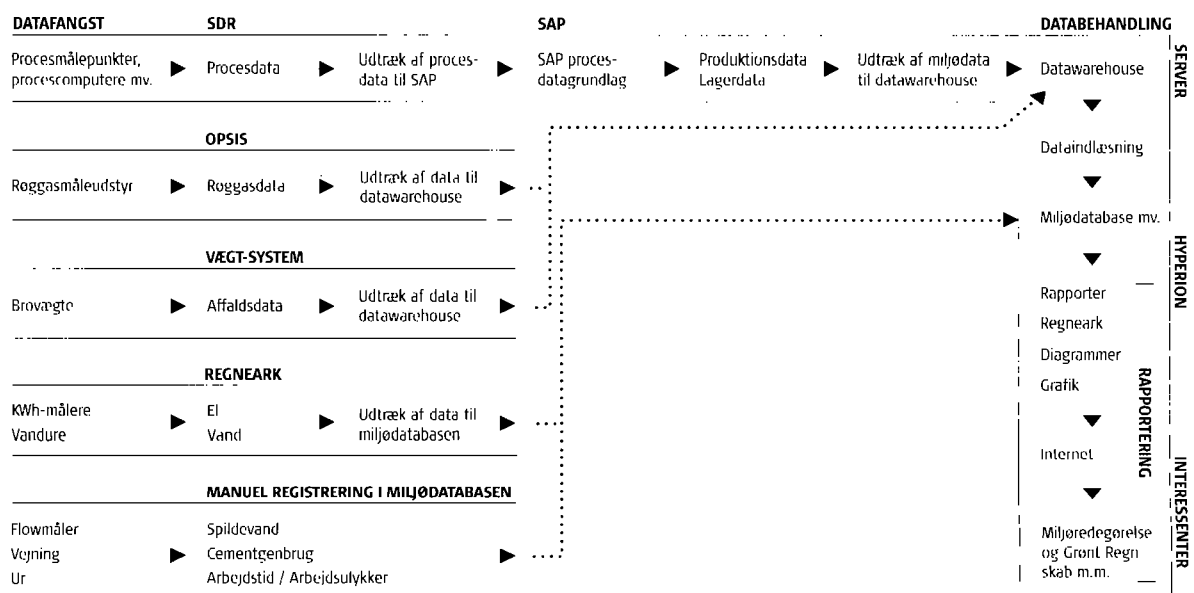 DATAFANGST
SDR
SAP
DATABEHANDLING
Procesmålepunkter,
procescomputere mv.
Procesdata
Udtræk af proces-
data til SAP
SAP proces-
datagrundlag
Produktionsdata
Lagerdata
Udtræk af miljødata
til datawarehouse
Datawarehouse
SERVER
OPSIS
Røggasmåleudstyr
Røggasdata
Udtræk af data til
datawarehouse
Dataindlæsning
Miljødatabase mv.
VÆGT-SYSTEM
Brovægte
Affaldsdata
Udtræk af data til
datawarehouse
HYPERION
Rapporter
Regneark
Diagrammer
Grafik
RAPPORTERING
REGNEARK
KWh-målere
Vandure
El
Vand
Udtræk af data til
miljødatabasen
Internet
MANUEL REGISTRERING I MILJØDATABASEN
Flowmåler
Vejning
Ur
Spildevand
Cementgenbrug
Arbejdstid / Arbejdsulykker
Miljøredegørelse
og Grønt Regn
skab m.m.
INTERESSENTER